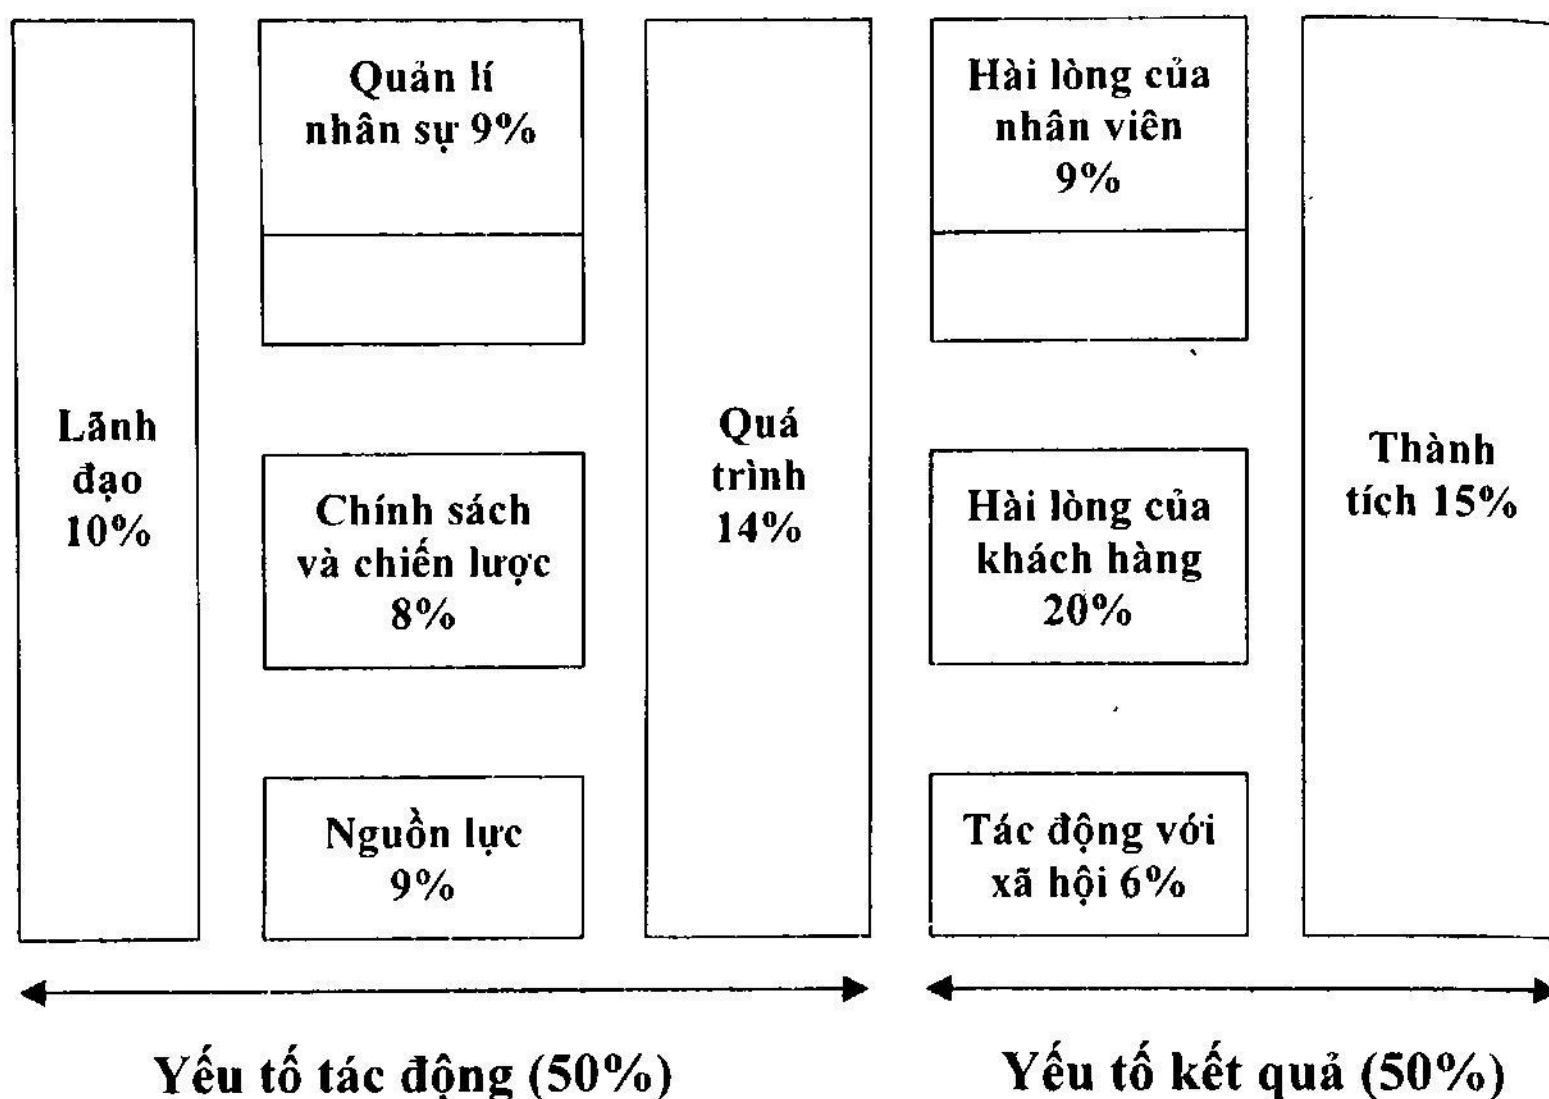 Quản lí
nhân sự 9%
Hài lòng của
nhân viên
9%
Lãnh
đạo
10%
Chính sách
và chiến lược
8%
Quá
trình
14%
Hài lòng của
khách hàng
20%
Thành
tích 15%
Nguồn lực
9%
Tác động với
xã hội 6%
Yếu tố tác động (50%)
Yếu tố kết quả (50%)